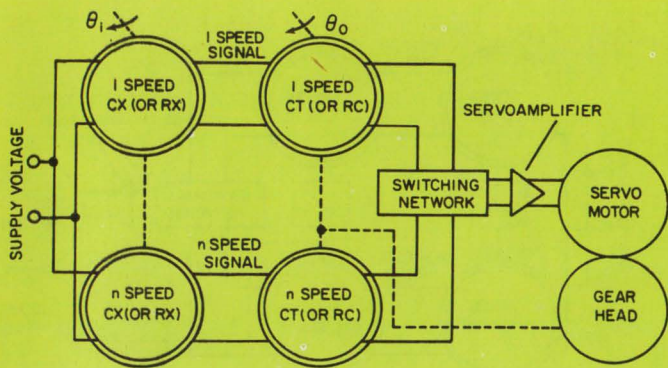 θi
θo
1 SPEED
SIGNAL
1 SPEED
CX (OR RX)
1 SPEED
CT (OR RC)
SERVOAMPLIFIER
SUPPLY VOLTAGE
SWITCHING
NETWORK
SERVO
MOTOR
n SPEED
SIGNAL
n SPEED
CX (OR RX)
n SPEED
CT (OR RC)
GEAR
HEAD